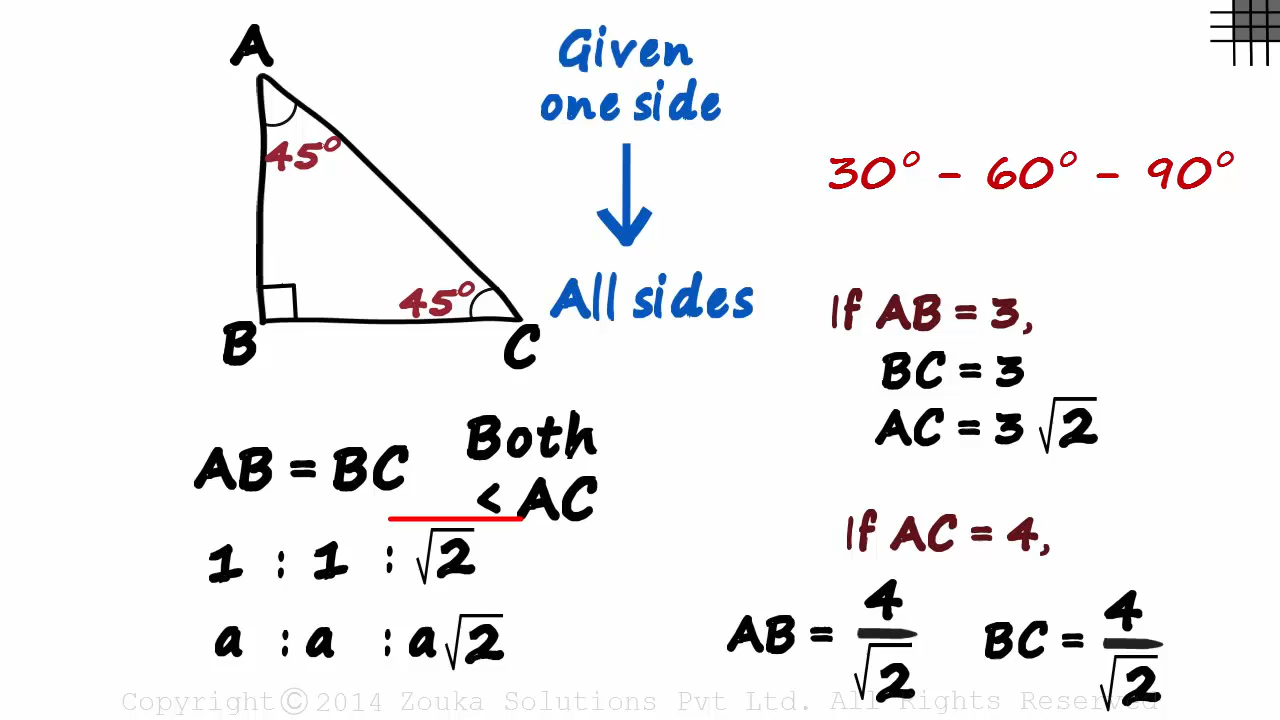 A
45°
45°
B
C
Given
one side
All sides
30° - 60° - 90°
If AB = 3,
BC = 3
AC = 3 √2
AB = BC
Both
< AC
1 : 1 : √2
a : a : a√2
If AC = 4,
AB = 4/√2 BC = 4/√2
Copyright© 2014 Zouka Solutions Pvt Ltd. All Rights Reserved